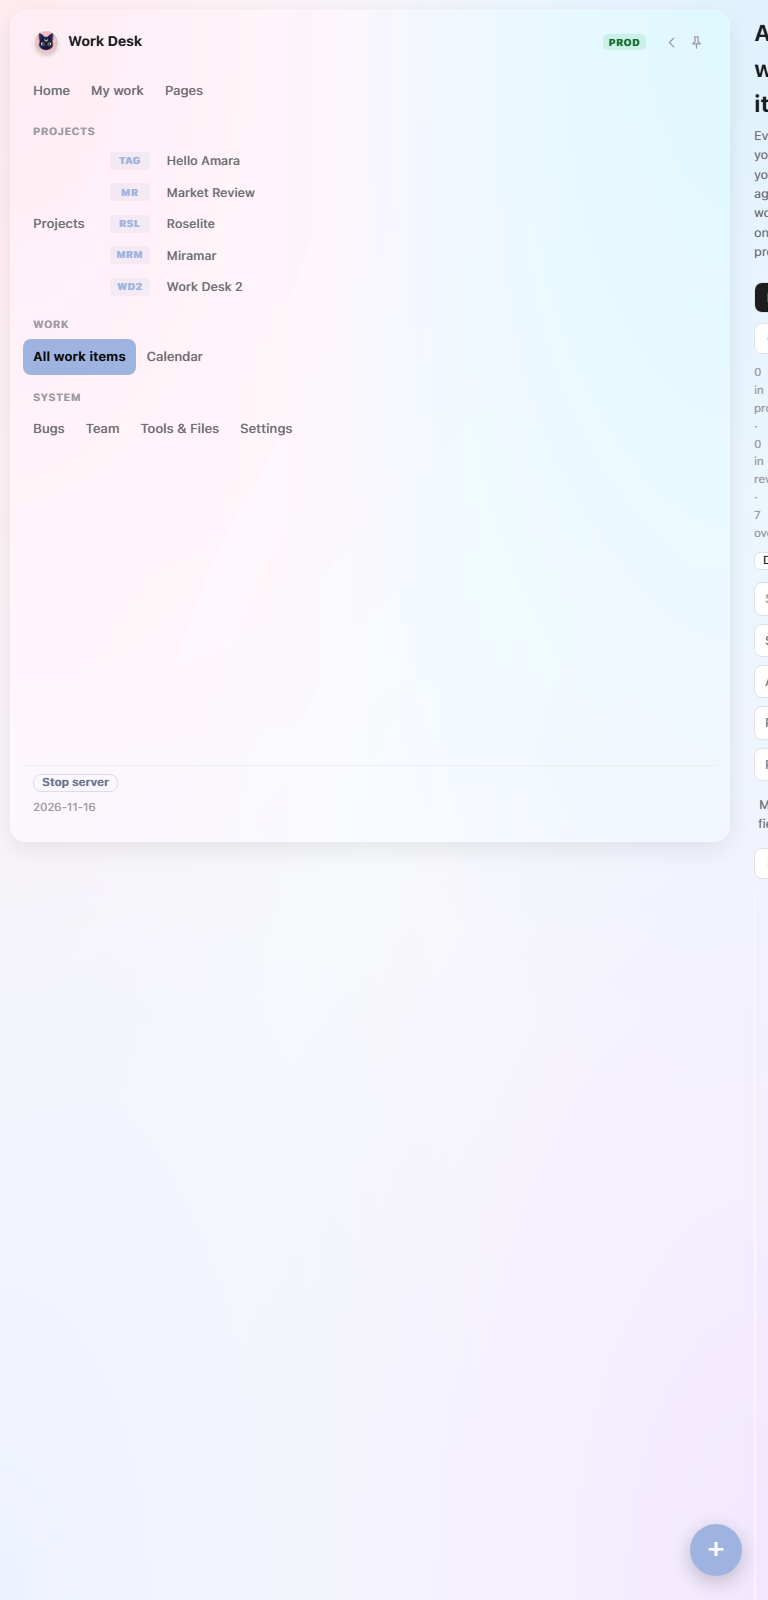 Work Desk
PROD
Home My work Pages
PROJECTS
Projects
TAG Hello Amara
MR Market Review
RSL Roselite
MRM Miramar
WD2 Work Desk 2
WORK
All work items Calendar
SYSTEM
Bugs Team Tools & Files Settings
Stop server
2026-11-16
0
in
·
0
in
·
7
+